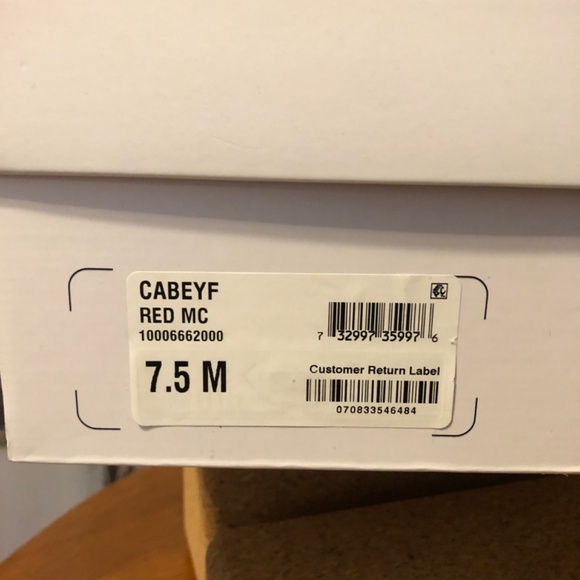 CABEYF
RED MC
10006662000
7.5 M
7 32997 35997 6
Customer Return Label
070833546484